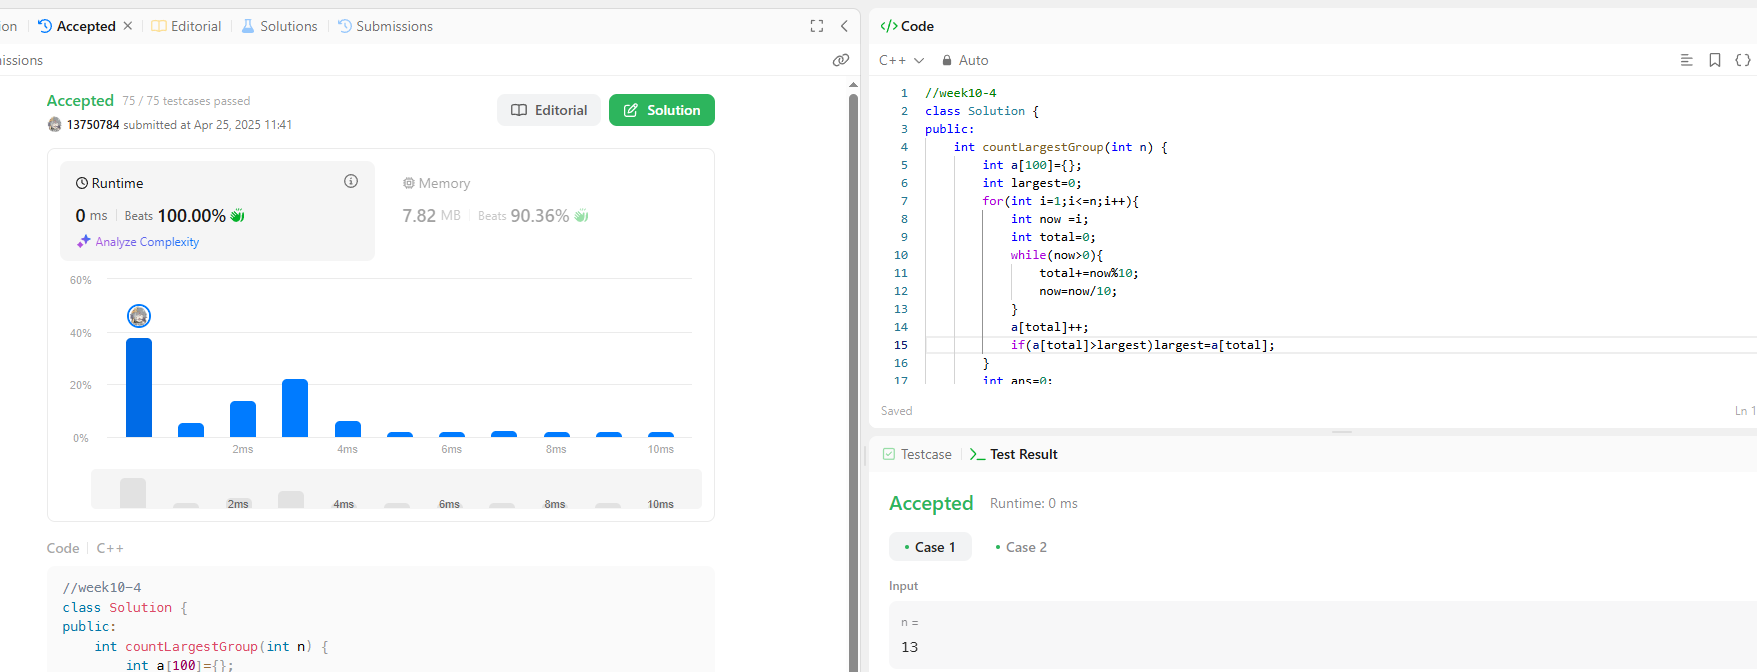 ion
Accepted
Editorial
Solutions
Submissions
issions
Accepted 75 / 75 testcases passed
13750784 submitted at Apr 25, 2025 11:41
Editorial
Solution
Runtime
0 ms Beats 100.00%
Analyze Complexity
Memory
7.82 MB Beats 90.36%
60%
40%
20%
0%
2ms 4ms 6ms 8ms 10ms
2ms 4ms 6ms 8ms 10ms
Code C++
//week10-4
class Solution {
public:
int countLargestGroup(int n) {
int a[100]={};
</> Code
C++ Auto
1 //week10-4
2 class Solution {
3 public:
4 int countLargestGroup(int n) {
5 int a[100]={};
6 int largest=0;
7 for(int i=1;i<=n;i++){
8 int now =i;
9 int total=0;
10 while(now>0){
11 total+=now%10;
12 now=now/10;
13 }
14 a[total]++;
15 if(a[total]>largest)largest=a[total];
16 }
17 int ans=0;
Saved
Ln 1
Testcase
Test Result
Accepted Runtime: 0 ms
Case 1
Case 2
Input
n =
13